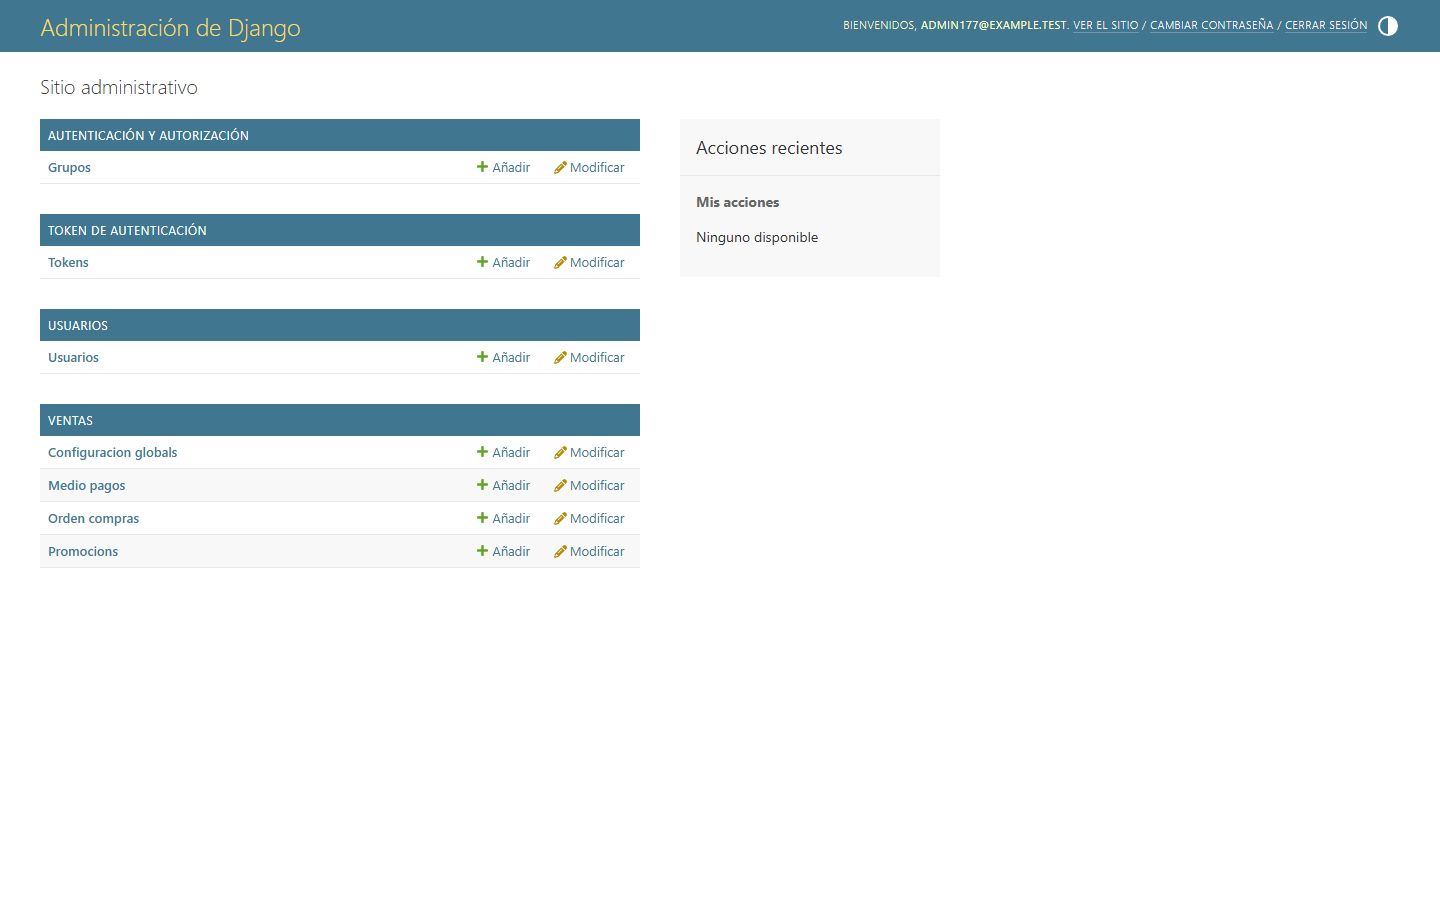 Administración de Django
BIENVENIDOS, ADMIN177@EXAMPLE.TEST. VER EL SITIO / CAMBIAR CONTRASEÑA / CERRAR SESIÓN
Sitio administrativo
AUTENTICACIÓN Y AUTORIZACIÓN
Grupos Añadir Modificar
TOKEN DE AUTENTICACIÓN
Tokens Añadir Modificar
USUARIOS
Usuarios Añadir Modificar
VENTAS
Configuracion globals Añadir Modificar
Medio pagos Añadir Modificar
Orden compras Añadir Modificar
Promocions Añadir Modificar
Acciones recientes
Mis acciones
Ninguno disponible